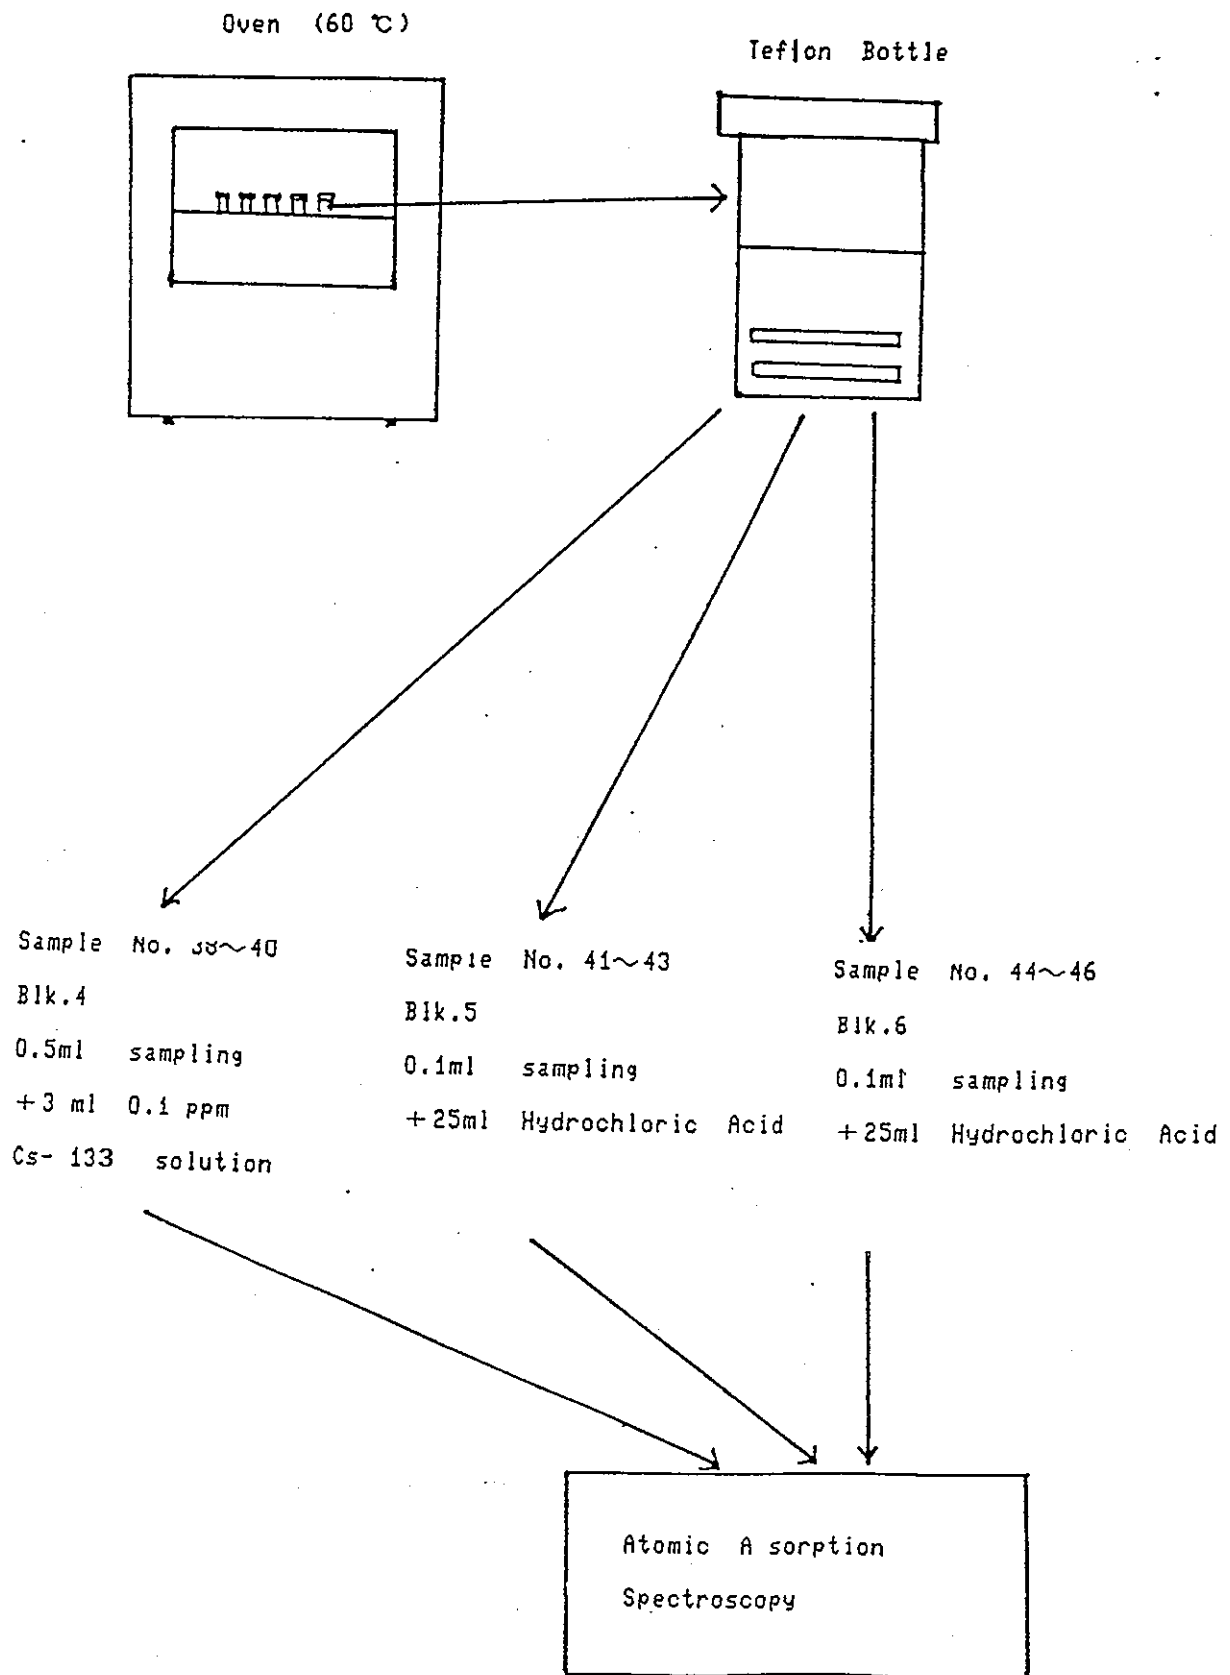 Oven (60 ℃)
Teflon Bottle
Sample No. ~40
Blk.4
0.5ml sampling
+3 ml 0.1 ppm
Cs- 133 solution
Sample No. 41~43
Blk.5
0.1ml sampling
+25ml Hydrochloric Acid
Sample No. 44~46
Blk.6
0.1ml sampling
+25ml Hydrochloric Acid
Atomic A sorption
Spectroscopy